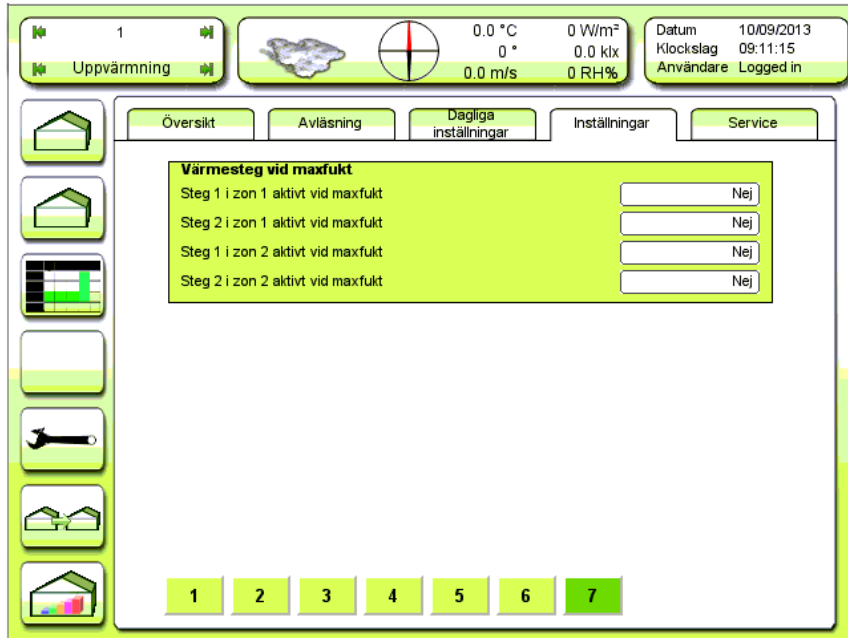 1
Uppvärmning
0.0 °C
0 W/m²
0 °
0.0 klx
0.0 m/s
0 RH%
Datum 10/09/2013
Klockslag 09:11:15
Användare Logged in
Översikt
Avläsning
Dagliga
inställningar
Inställningar
Service
Värmesteg vid maxfukt
Steg 1 i zon 1 aktivt vid maxfukt Nej
Steg 2 i zon 1 aktivt vid maxfukt Nej
Steg 1 i zon 2 aktivt vid maxfukt Nej
Steg 2 i zon 2 aktivt vid maxfukt Nej
1 2 3 4 5 6 7